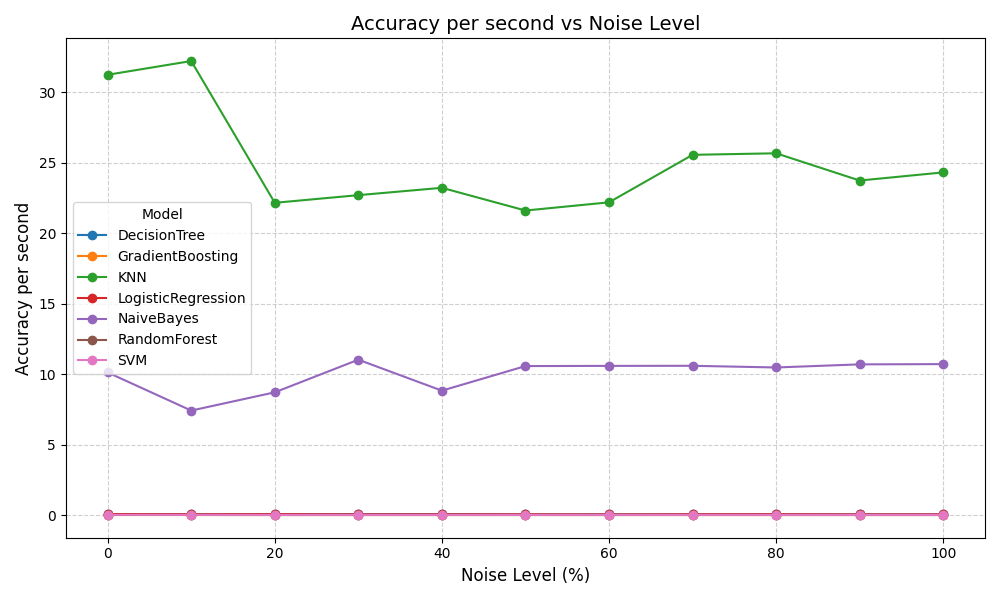 Accuracy per second vs Noise Level
Accuracy per second
30
25
20
15
10
5
0
Model
DecisionTree
GradientBoosting
KNN
LogisticRegression
NaiveBayes
RandomForest
SVM
0 20 40 60 80 100
Noise Level (%)